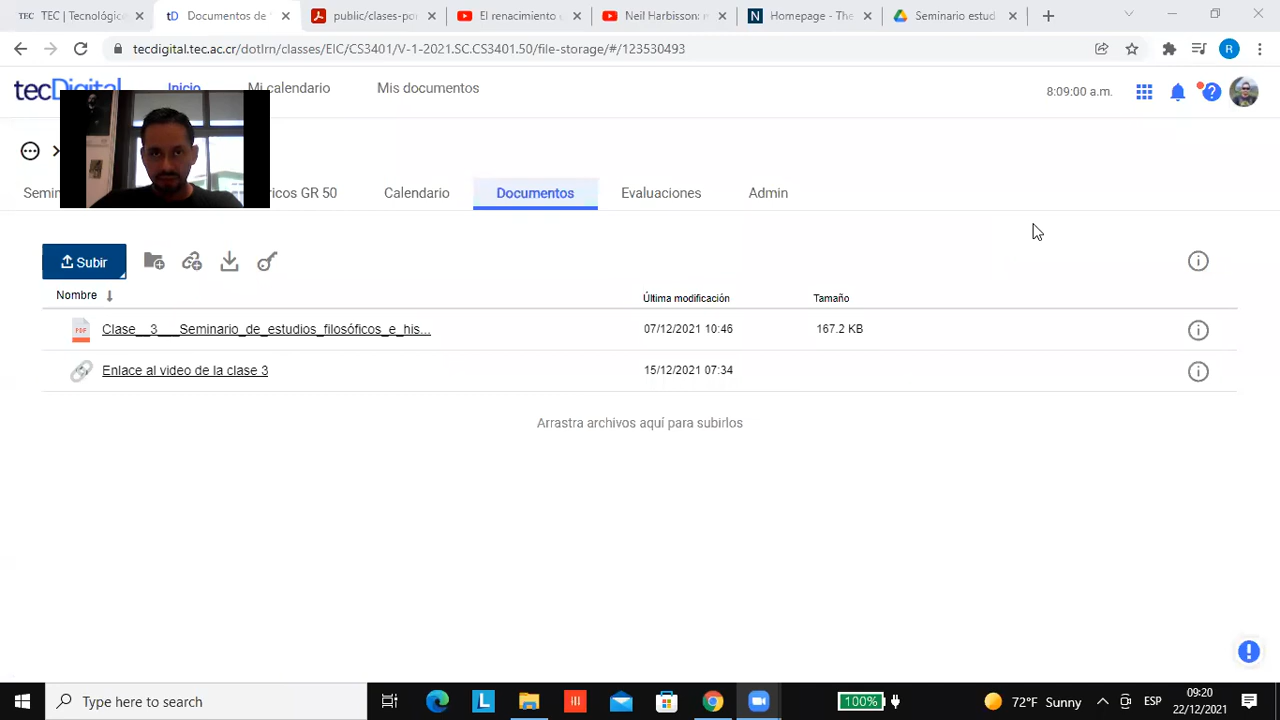 TEC | Tecnológic
Documentos de
public/clases-po
El renacimiento
Neil Harbisson:
Homepage - The
Seminario estud
tecdigital.tec.ac.cr/dotlrn/classes/EIC/CS3401/V-1-2021.SC.CS3401.50/file-storage/#/123530493
R
tecDigital
Inicio
Mi calendario
Mis documentos
8:09:00 a.m.
Semin
ricos GR 50
Calendario
Documentos
Evaluaciones
Admin
Subir
Nombre
Última modificación
Tamaño
PDF
Clase__3___Seminario_de_estudios_filosóficos_e_his...
07/12/2021 10:46
167.2 KB
Enlace al video de la clase 3
15/12/2021 07:34
Arrastra archivos aquí para subirlos
Type here to search
100%
72°F Sunny
ESP
09:20
22/12/2021